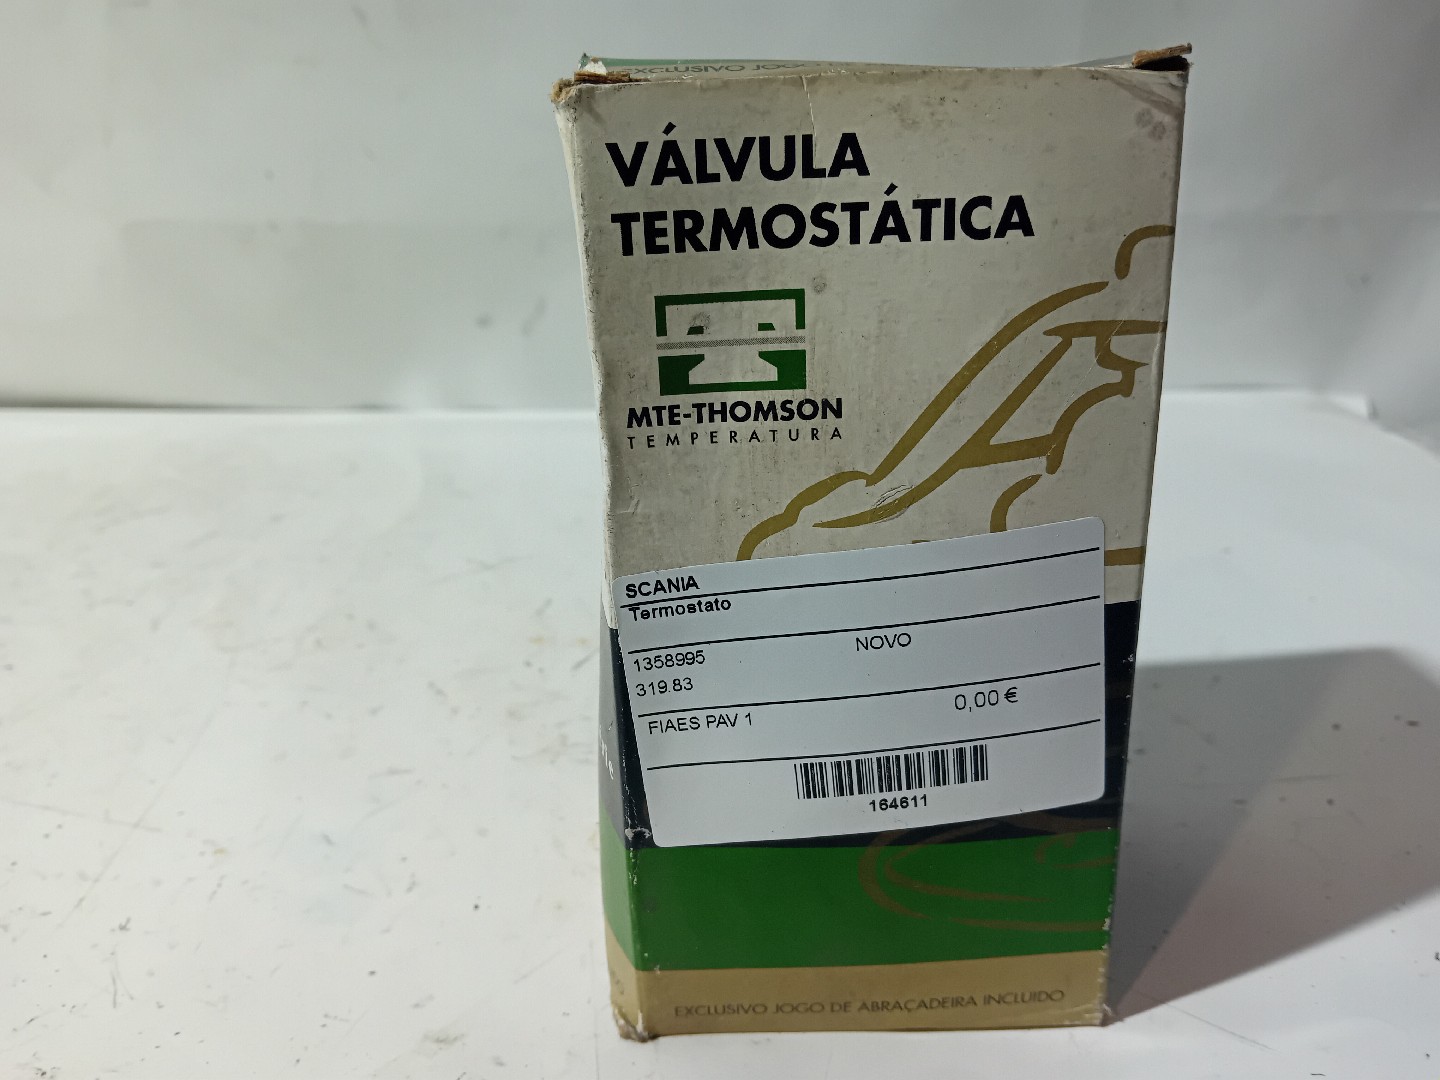 EXCLUSIVO JOGO
VÁLVULA
TERMOSTÁTICA
MTE-THOMSON
TEMPERATURA
SCANIA
Termostato
1358995
NOVO
319.83
FIAES PAV 1
0,00 €
164611
EXCLUSIVO JOGO DE ABRAÇADEIRA INCLUIDO